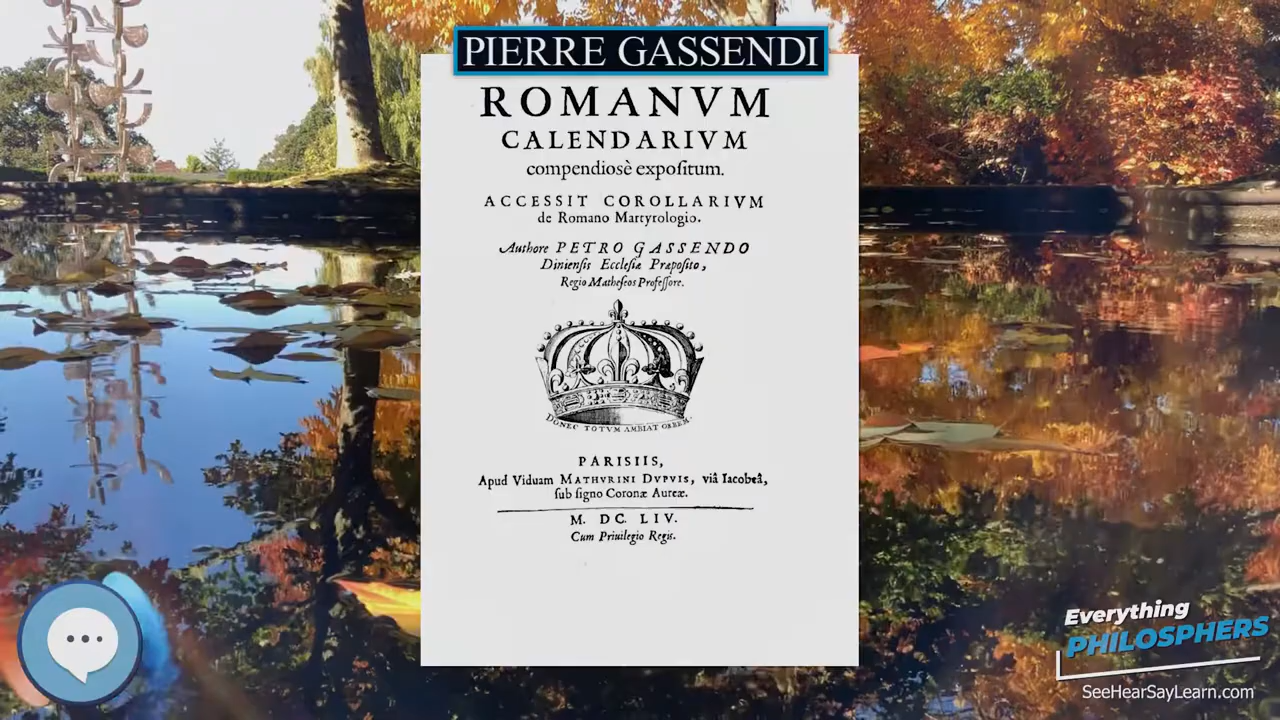 PIERRE GASSENDI
ROMANVM
CALENDARIVM
compendiosè expoſitum.
ACCESSIT COROLLARIVM
de Romano Martyrologio.
Authore PETRO GASSENDO
Dinienſis Eccleſiæ Præpoſito,
Regio Matheſeos Profeſſore.
DONEC TOTVM AMBIAT ORBEM
PARISIIS,
Apud Viduam MATHVRINI DVPVIS, viâ Iacobeâ,
ſub ſigno Coronæ Aureæ.
M. DC. LIV.
Cum Priuilegio Regis.
Everything
PHILOSPHERS
SeeHearSayLearn.com